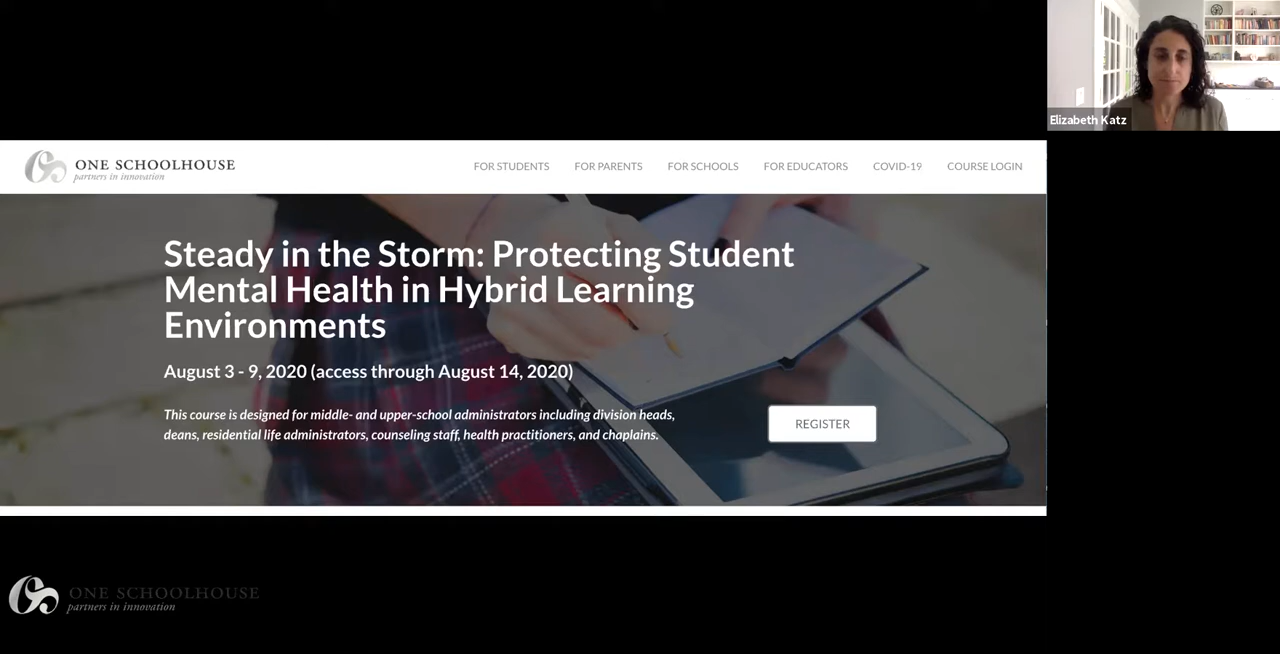 Elizabeth Katz
ONE SCHOOLHOUSE
partners in innovation
FOR STUDENTS
FOR PARENTS
FOR SCHOOLS
FOR EDUCATORS
COVID-19
COURSE LOGIN
Steady in the Storm: Protecting Student
Mental Health in Hybrid Learning
Environments
August 3 - 9, 2020 (access through August 14, 2020)
This course is designed for middle- and upper-school administrators including division heads,
deans, residential life administrators, counseling staff, health practitioners, and chaplains.
REGISTER
ONE SCHOOLHOUSE
partners in innovation